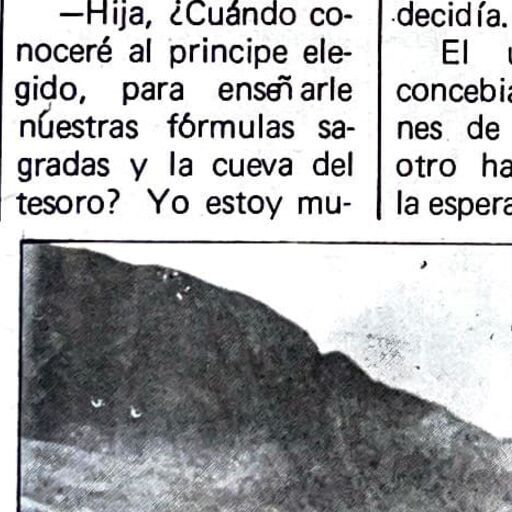 —Hija, ¿Cuándo co-
noceré al principe ele-
gido, para enseñarle
núestras fórmulas sa-
gradas y la cueva del
tesoro? Yo estoy mu-
decidía.
El
concebia
nes de
otro ha
la espera